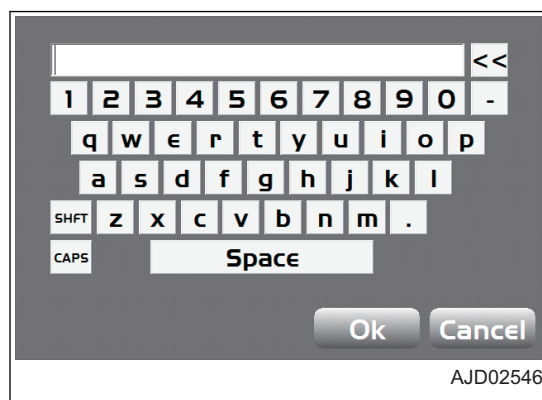 <<
1 2 3 4 5 6 7 8 9 0 -
q w e r t y u i o p
a s d f g h j k l
SHFT z x c v b n m .
CAPS Space
Ok Cancel
AJD02546